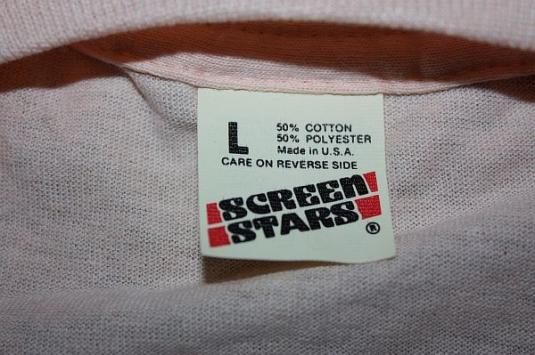 L
50% COTTON
50% POLYESTER
Made in U.S.A.
CARE ON REVERSE SIDE
SCREEN
STARS
®